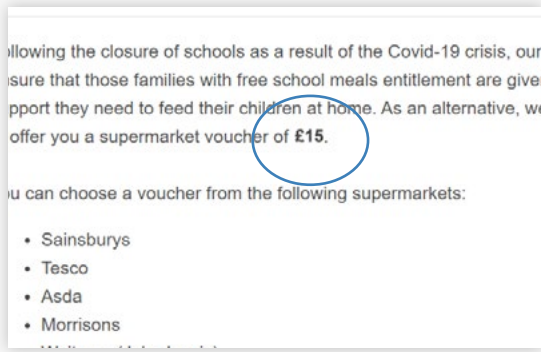 ollowing the closure of schools as a result of the Covid-19 crisis, our
sure that those families with free school meals entitlement are give
pport they need to feed their children at home. As an alternative, we
offer you a supermarket voucher of £15.
u can choose a voucher from the following supermarkets:
• Sainsburys
• Tesco
• Asda
• Morrisons